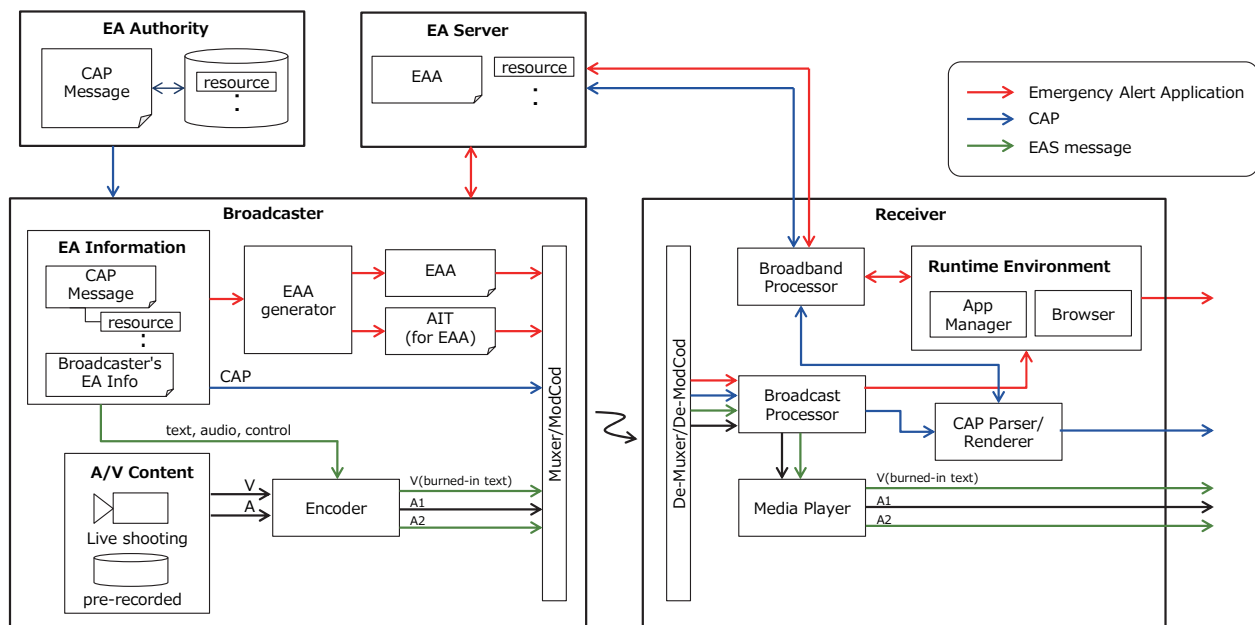 EA Authority
CAP
Message
resource
EA Server
EAA
resource
Emergency Alert Application
CAP
EAS message
Broadcaster
EA Information
CAP
Message
resource
Broadcaster's
EA Info
EAA
generator
EAA
AIT
(for EAA)
CAP
text, audio, control
A/V Content
Live shooting
pre-recorded
V
A
Encoder
V(burned-in text)
A1
A2
Muxer/ModCod
Receiver
De-Muxer/De-ModCod
Broadband
Processor
Runtime Environment
App
Manager
Browser
Broadcast
Processor
CAP Parser/
Renderer
Media Player
V(burned-in text)
A1
A2